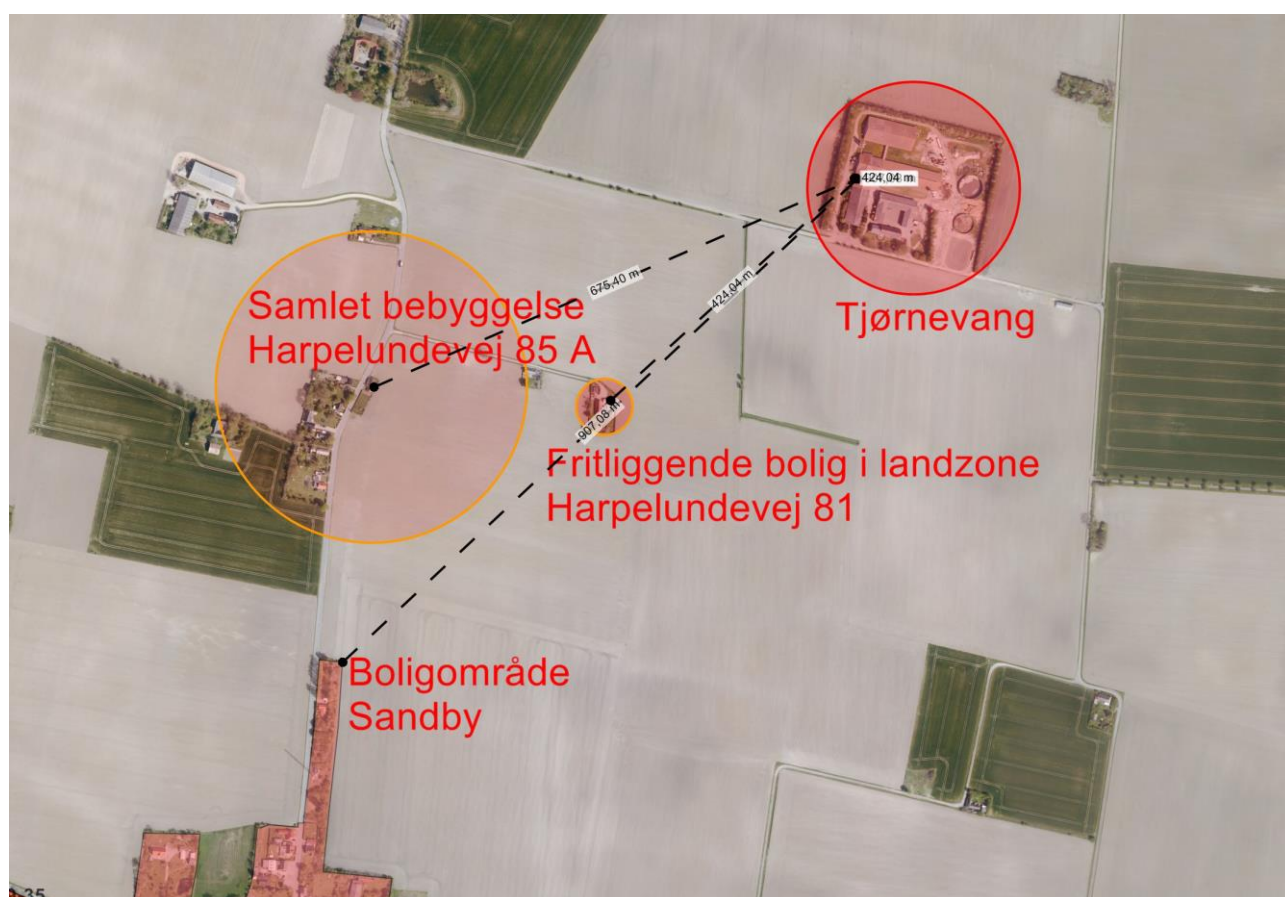 424,04 m
675,40 m
424,04 m
Samlet bebyggelse
Harpelundevej 85 A
Tjørnevang
907,08 m
Fritliggende bolig i landzone
Harpelundevej 81
Boligområde
Sandby